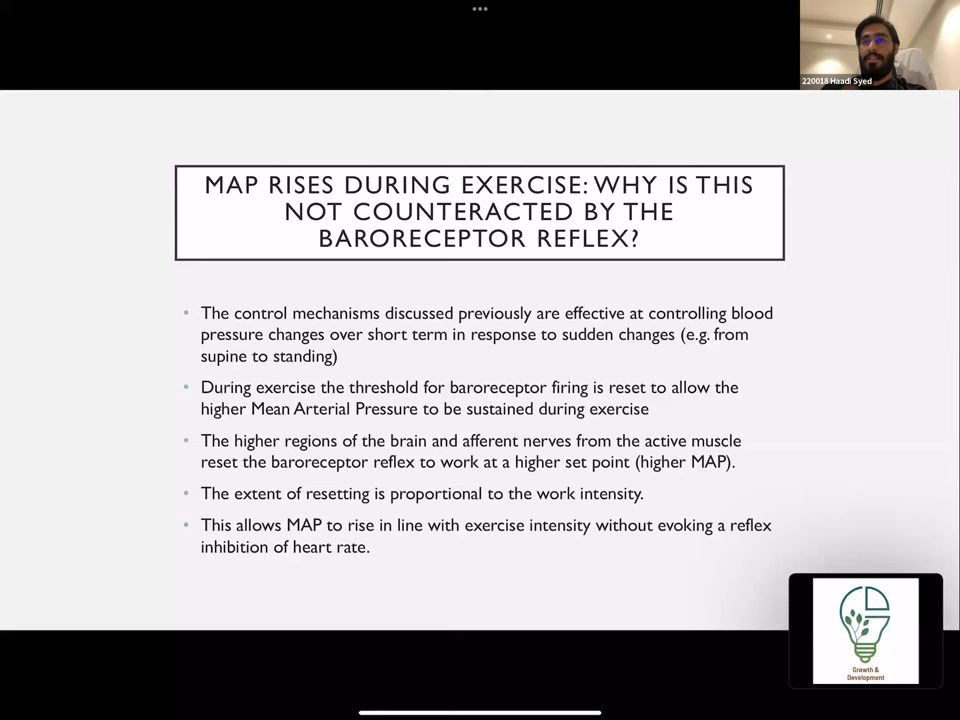 220018 Haadi Syed
MAP RISES DURING EXERCISE: WHY IS THIS
NOT COUNTERACTED BY THE
BARORECEPTOR REFLEX?
• The control mechanisms discussed previously are effective at controlling blood
pressure changes over short term in response to sudden changes (e.g. from
supine to standing)
• During exercise the threshold for baroreceptor firing is reset to allow the
higher Mean Arterial Pressure to be sustained during exercise
• The higher regions of the brain and afferent nerves from the active muscle
reset the baroreceptor reflex to work at a higher set point (higher MAP).
• The extent of resetting is proportional to the work intensity.
• This allows MAP to rise in line with exercise intensity without evoking a reflex
inhibition of heart rate.
Growth &
Development